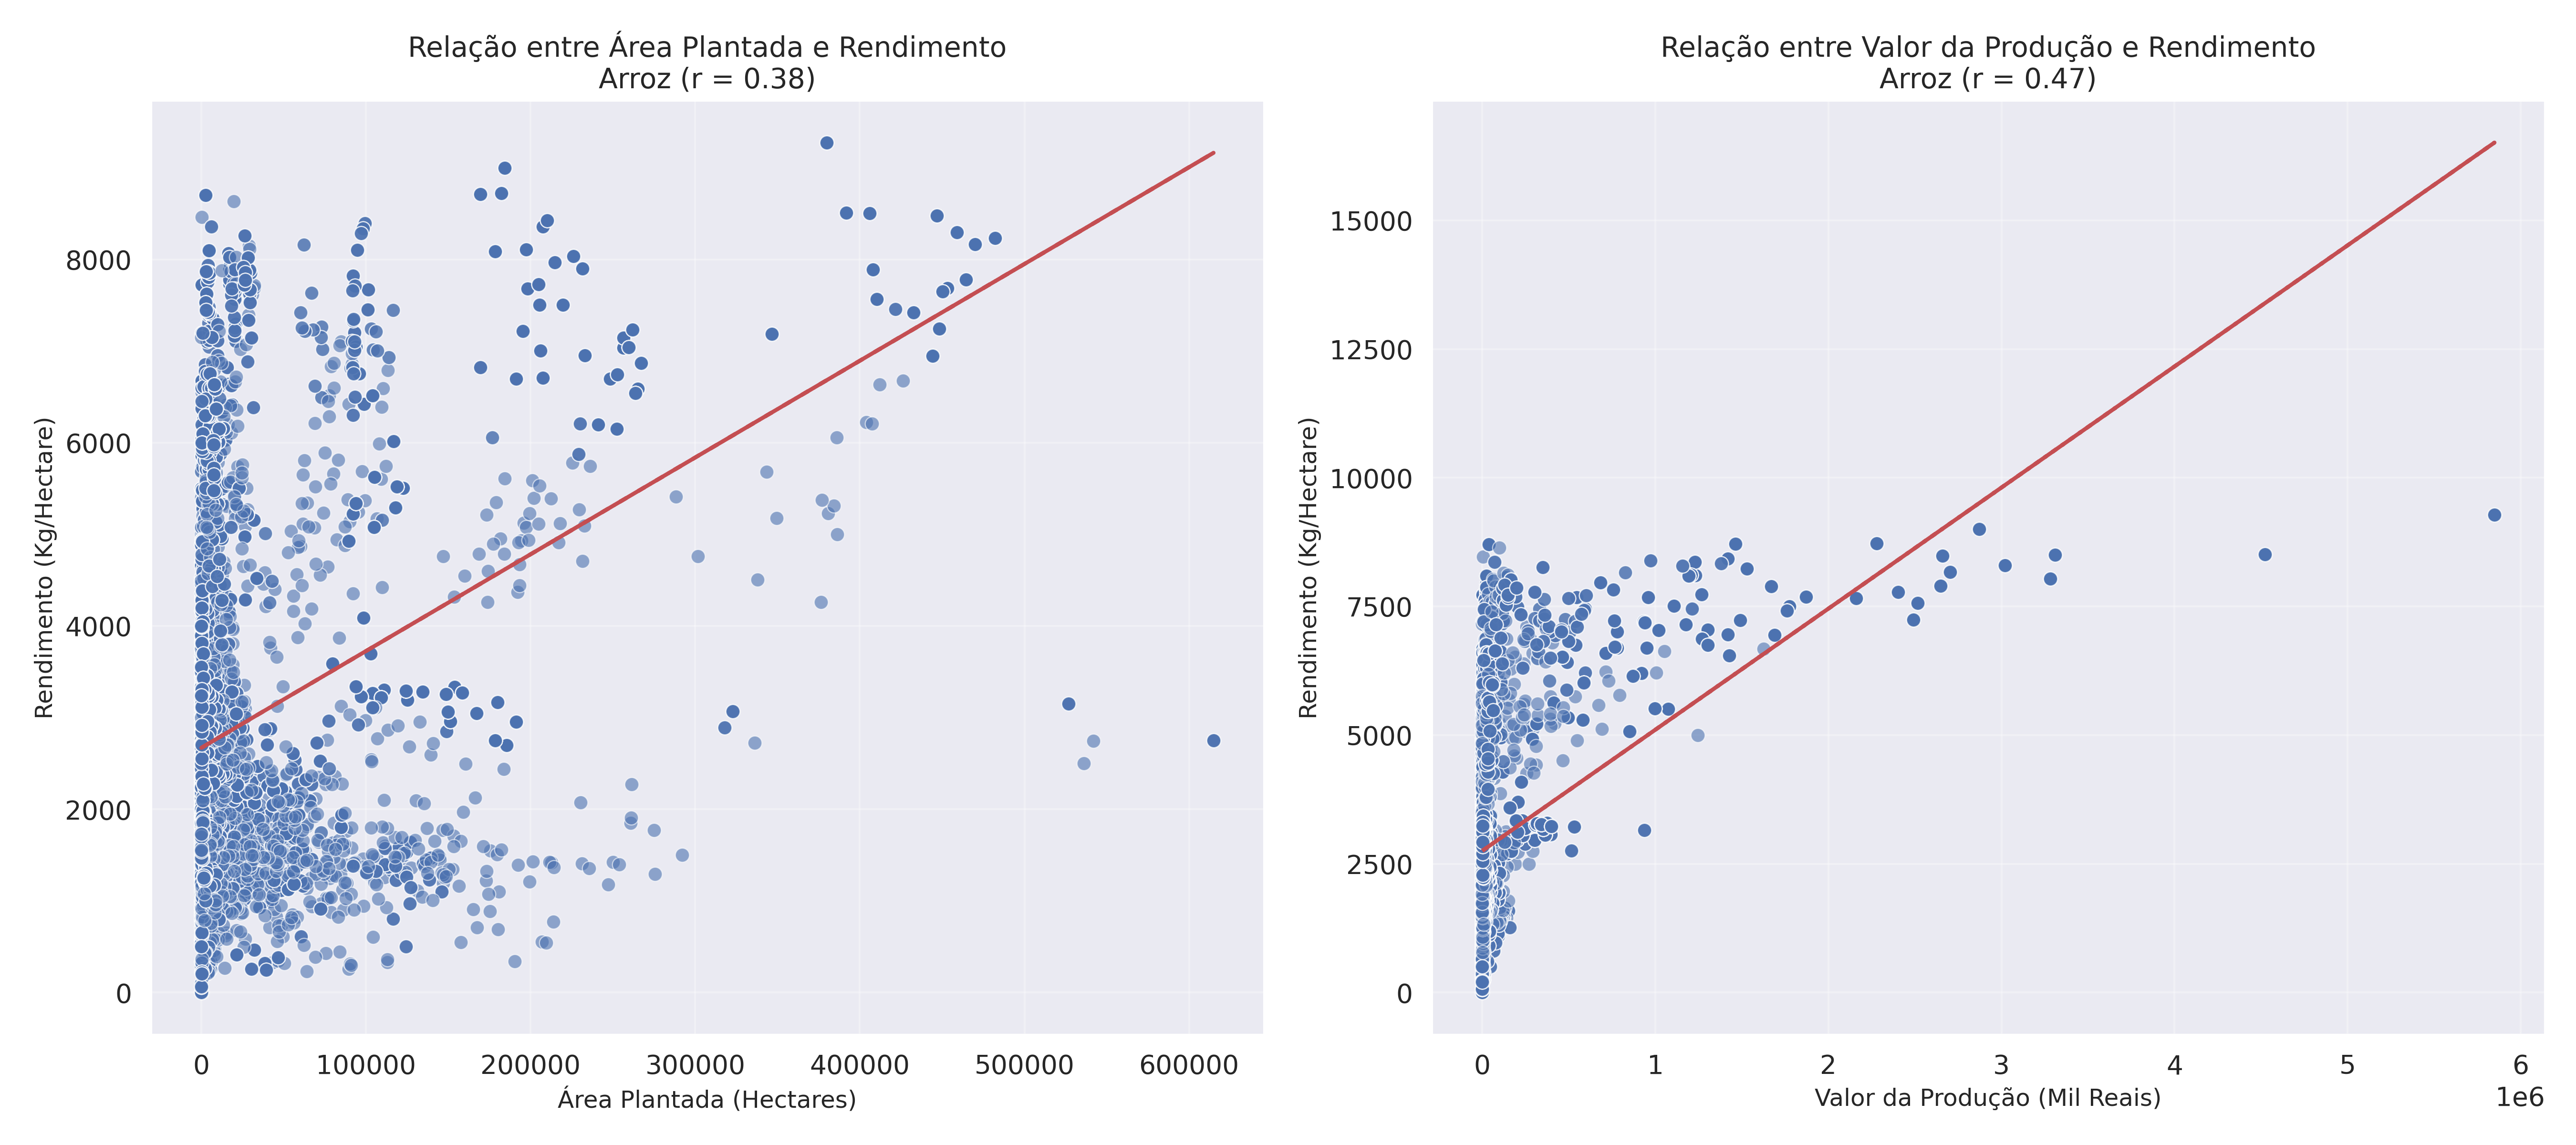 Relação entre Área Plantada e Rendimento
Arroz (r = 0.38)
Rendimento (Kg/Hectare)
8000
6000
4000
2000
0
0 100000 200000 300000 400000 500000 600000
Área Plantada (Hectares)
Relação entre Valor da Produção e Rendimento
Arroz (r = 0.47)
Rendimento (Kg/Hectare)
15000
12500
10000
7500
5000
2500
0
0 1 2 3 4 5 6
1e6
Valor da Produção (Mil Reais)